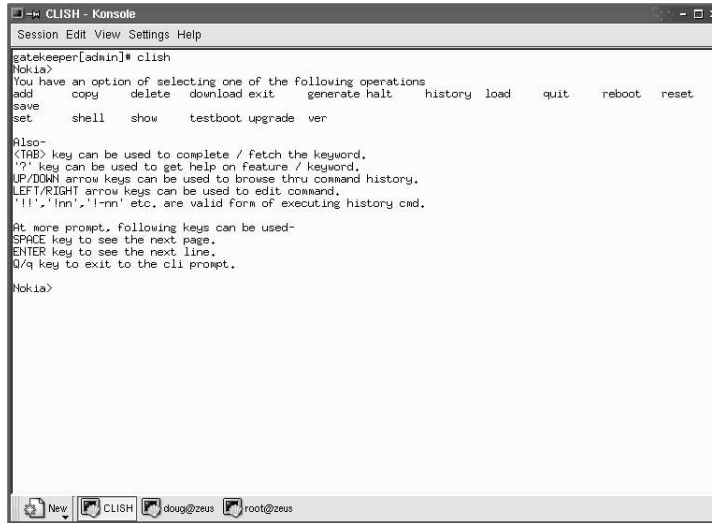 CLISH - Konsole
Session Edit View Settings Help
gatekeeper[admin]# clish
Nokia>
You have an option of selecting one of the following operations
add copy delete download exit generate halt history load quit reboot reset
save
set shell show testboot upgrade ver
Also-
<TAB> key can be used to complete / fetch the keyword.
'?' key can be used to get help on feature / keyword.
UP/DOWN arrow keys can be used to browse thru command history.
LEFT/RIGHT arrow keys can be used to edit command.
'!!','!nn','!-nn' etc. are valid form of executing history cmd.
At more prompt, following keys can be used-
SPACE key to see the next page.
ENTER key to see the next line.
Q/q key to exit to the cli prompt.
Nokia>
New CLISH doug@zeus root@zeus